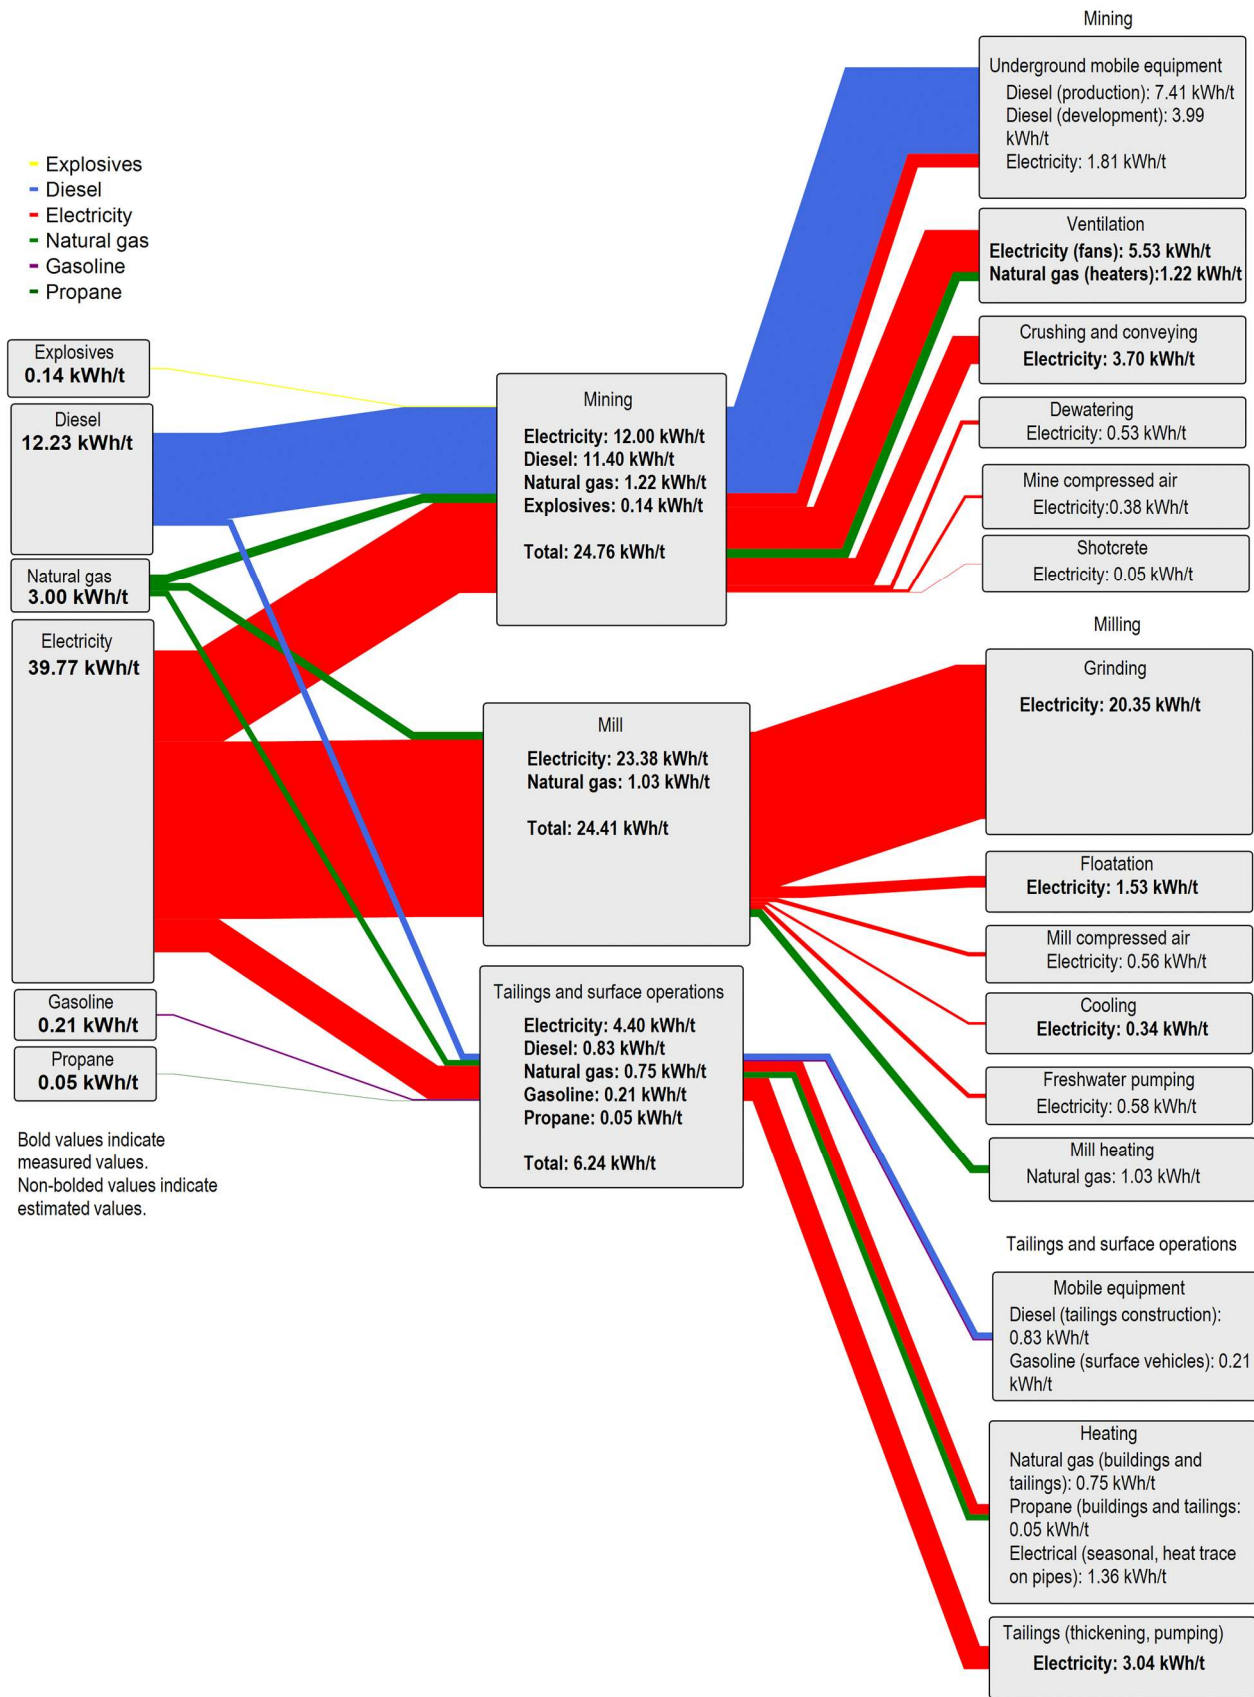 Explosives
Diesel
Electricity
Natural gas
Gasoline
Propane
Explosives
0.14 kWh/t
Diesel
12.23 kWh/t
Natural gas
3.00 kWh/t
Electricity
39.77 kWh/t
Gasoline
0.21 kWh/t
Propane
0.05 kWh/t
Bold values indicate
measured values.
Non-bolded values indicate
estimated values.
Mining
Electricity: 12.00 kWh/t
Diesel: 11.40 kWh/t
Natural gas: 1.22 kWh/t
Explosives: 0.14 kWh/t
Total: 24.76 kWh/t
Mill
Electricity: 23.38 kWh/t
Natural gas: 1.03 kWh/t
Total: 24.41 kWh/t
Tailings and surface operations
Electricity: 4.40 kWh/t
Diesel: 0.83 kWh/t
Natural gas: 0.75 kWh/t
Gasoline: 0.21 kWh/t
Propane: 0.05 kWh/t
Total: 6.24 kWh/t
Mining
Underground mobile equipment
Diesel (production): 7.41 kWh/t
Diesel (development): 3.99
kWh/t
Electricity: 1.81 kWh/t
Ventilation
Electricity (fans): 5.53 kWh/t
Natural gas (heaters):1.22 kWh/t
Crushing and conveying
Electricity: 3.70 kWh/t
Dewatering
Electricity: 0.53 kWh/t
Mine compressed air
Electricity:0.38 kWh/t
Shotcrete
Electricity: 0.05 kWh/t
Milling
Grinding
Electricity: 20.35 kWh/t
Floatation
Electricity: 1.53 kWh/t
Mill compressed air
Electricity: 0.56 kWh/t
Cooling
Electricity: 0.34 kWh/t
Freshwater pumping
Electricity: 0.58 kWh/t
Mill heating
Natural gas: 1.03 kWh/t
Tailings and surface operations
Mobile equipment
Diesel (tailings construction):
0.83 kWh/t
Gasoline (surface vehicles): 0.21
kWh/t
Heating
Natural gas (buildings and
tailings): 0.75 kWh/t
Propane (buildings and tailings:
0.05 kWh/t
Electrical (seasonal, heat trace
on pipes): 1.36 kWh/t
Tailings (thickening, pumping)
Electricity: 3.04 kWh/t